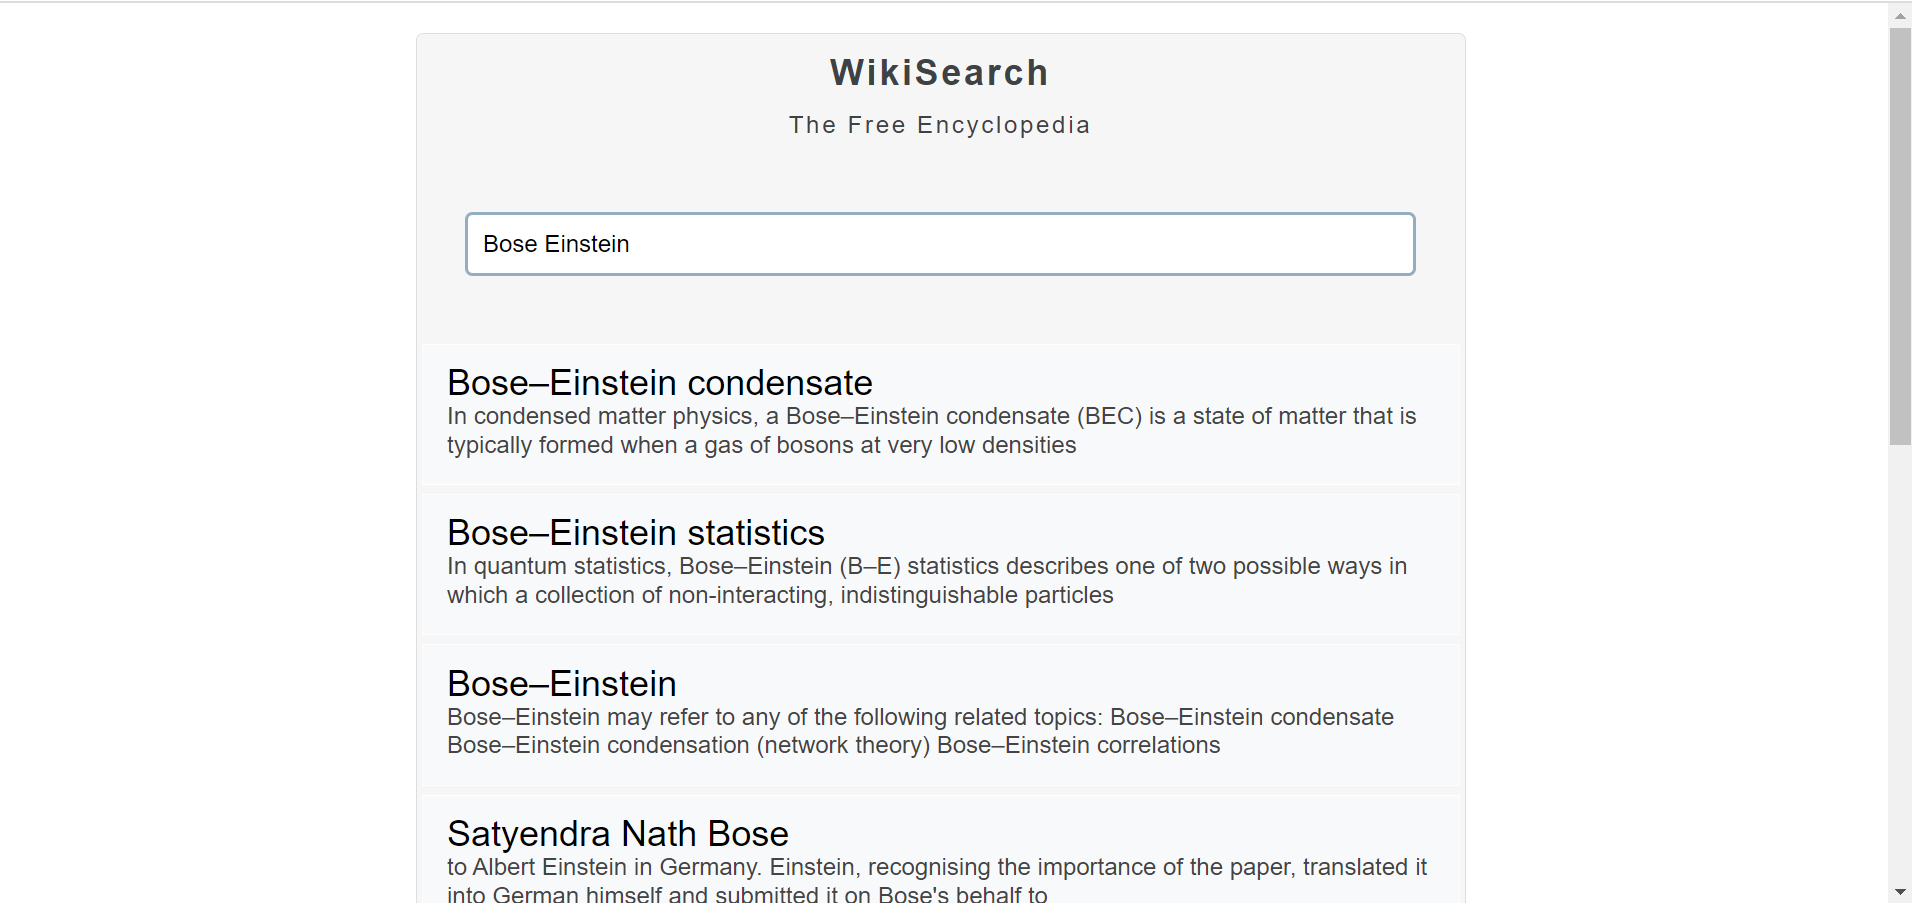 WikiSearch
The Free Encyclopedia
Bose Einstein
Bose–Einstein condensate
In condensed matter physics, a Bose–Einstein condensate (BEC) is a state of matter that is
typically formed when a gas of bosons at very low densities
Bose–Einstein statistics
In quantum statistics, Bose–Einstein (B–E) statistics describes one of two possible ways in
which a collection of non-interacting, indistinguishable particles
Bose–Einstein
Bose–Einstein may refer to any of the following related topics: Bose–Einstein condensate
Bose–Einstein condensation (network theory) Bose–Einstein correlations
Satyendra Nath Bose
to Albert Einstein in Germany. Einstein, recognising the importance of the paper, translated it
into German himself and submitted it on Bose's behalf to